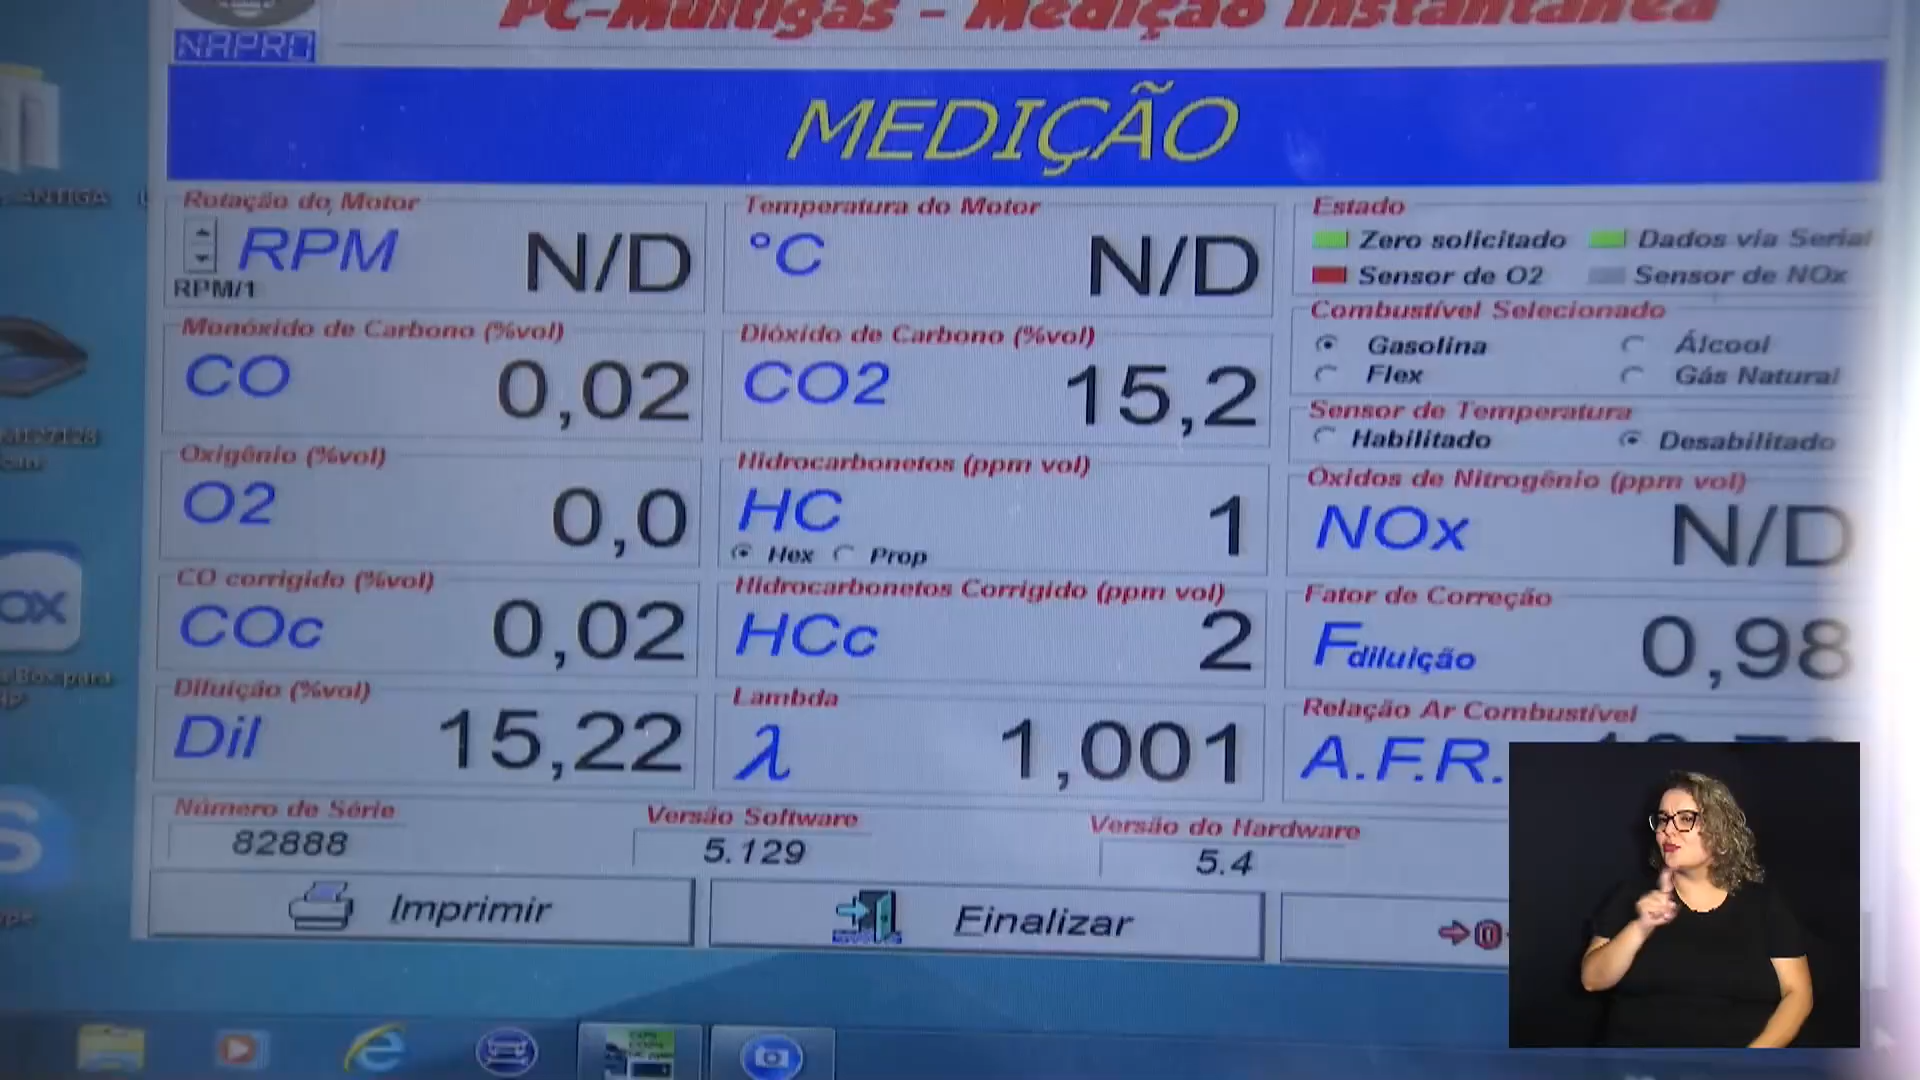 PC-Multigás - Medição Instantânea
NAPRO
MEDIÇÃO
Rotação do Motor
RPM N/D
RPM/1
Temperatura do Motor
°C N/D
Estado
Zero solicitado Dados via Serial
Sensor de O2 Sensor de NOx
Combustível Selecionado
Gasolina Álcool
Flex Gás Natural
Sensor de Temperatura
Habilitado Desabilitado
Monóxido de Carbono (%vol)
CO 0,02
Dióxido de Carbono (%vol)
CO2 15,2
Oxigênio (%vol)
O2 0,0
Hidrocarbonetos (ppm vol)
HC 1
Hex Prop
Óxidos de Nitrogênio (ppm vol)
NOx N/D
CO corrigido (%vol)
COc 0,02
Hidrocarbonetos Corrigido (ppm vol)
HCc 2
Fator de Correção
Fdiluição 0,98
Diluição (%vol)
Dil 15,22
Lambda
λ 1,001
Relação Ar Combustível
A.F.R.
Número de Série
82888
Versão Software
5.129
Versão do Hardware
5.4
Imprimir
Finalizar